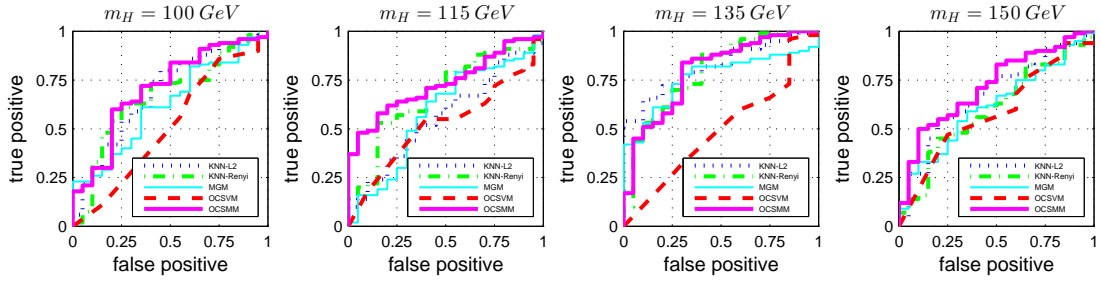 m_H = 100 GeV
true positive
1
0.75
0.5
0.25
0
KNN-L2
KNN-Renyi
MGM
OCSVM
OCSMM
0 0.25 0.5 0.75 1
false positive
m_H = 115 GeV
true positive
1
0.75
0.5
0.25
0
KNN-L2
KNN-Renyi
MGM
OCSVM
OCSMM
0 0.25 0.5 0.75 1
false positive
m_H = 135 GeV
true positive
1
0.75
0.5
0.25
0
KNN-L2
KNN-Renyi
MGM
OCSVM
OCSMM
0 0.25 0.5 0.75 1
false positive
m_H = 150 GeV
true positive
1
0.75
0.5
0.25
0
KNN-L2
KNN-Renyi
MGM
OCSVM
OCSMM
0 0.25 0.5 0.75 1
false positive